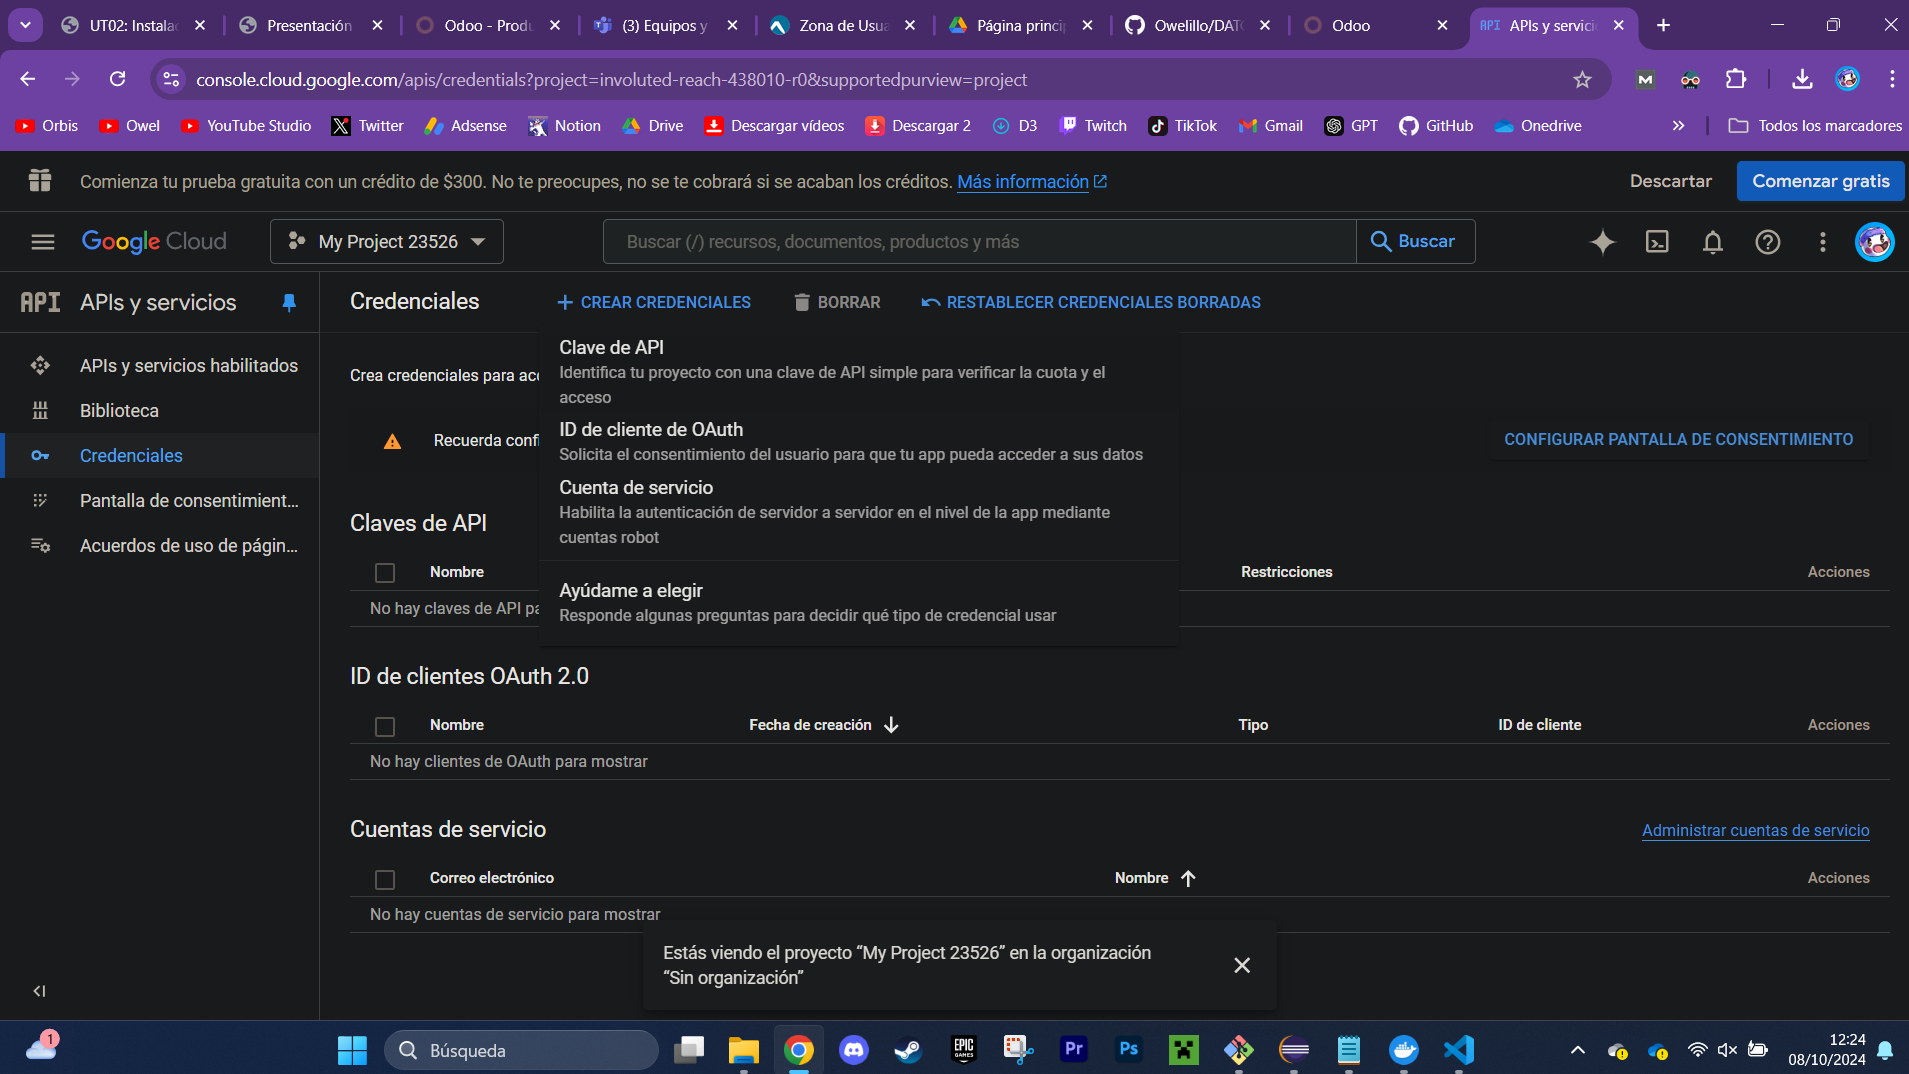 UT02: Instala
Presentación
Odoo - Produ
(3) Equipos y
Zona de Usua
Página princip
Owelillo/DAT
Odoo
API APIs y servicio
console.cloud.google.com/apis/credentials?project=involuted-reach-438010-r0&supportedpurview=project
Orbis
Owel
YouTube Studio
Twitter
Adsense
Notion
Drive
Descargar vídeos
Descargar 2
D3
Twitch
TikTok
Gmail
GPT
GitHub
Onedrive
Todos los marcadores
Comienza tu prueba gratuita con un crédito de $300. No te preocupes, no se te cobrará si se acaban los créditos. Más información
Descartar
Comenzar gratis
Google Cloud
My Project 23526
Buscar (/) recursos, documentos, productos y más
Buscar
API APIs y servicios
APIs y servicios habilitados
Biblioteca
Credenciales
Pantalla de consentimient...
Acuerdos de uso de págin...
Credenciales
CREAR CREDENCIALES
BORRAR
RESTABLECER CREDENCIALES BORRADAS
Crea credenciales para acc
Recuerda confi
CONFIGURAR PANTALLA DE CONSENTIMIENTO
Clave de API
Identifica tu proyecto con una clave de API simple para verificar la cuota y el
acceso
ID de cliente de OAuth
Solicita el consentimiento del usuario para que tu app pueda acceder a sus datos
Cuenta de servicio
Habilita la autenticación de servidor a servidor en el nivel de la app mediante
cuentas robot
Ayúdame a elegir
Responde algunas preguntas para decidir qué tipo de credencial usar
Claves de API
Nombre
Restricciones
Acciones
No hay claves de API pa
ID de clientes OAuth 2.0
Nombre
Fecha de creación
Tipo
ID de cliente
Acciones
No hay clientes de OAuth para mostrar
Cuentas de servicio
Administrar cuentas de servicio
Correo electrónico
Nombre
Acciones
No hay cuentas de servicio para mostrar
Estás viendo el proyecto “My Project 23526” en la organización
“Sin organización”
1
Búsqueda
EPIC
GAMES
Pr
Ps
12:24
08/10/2024